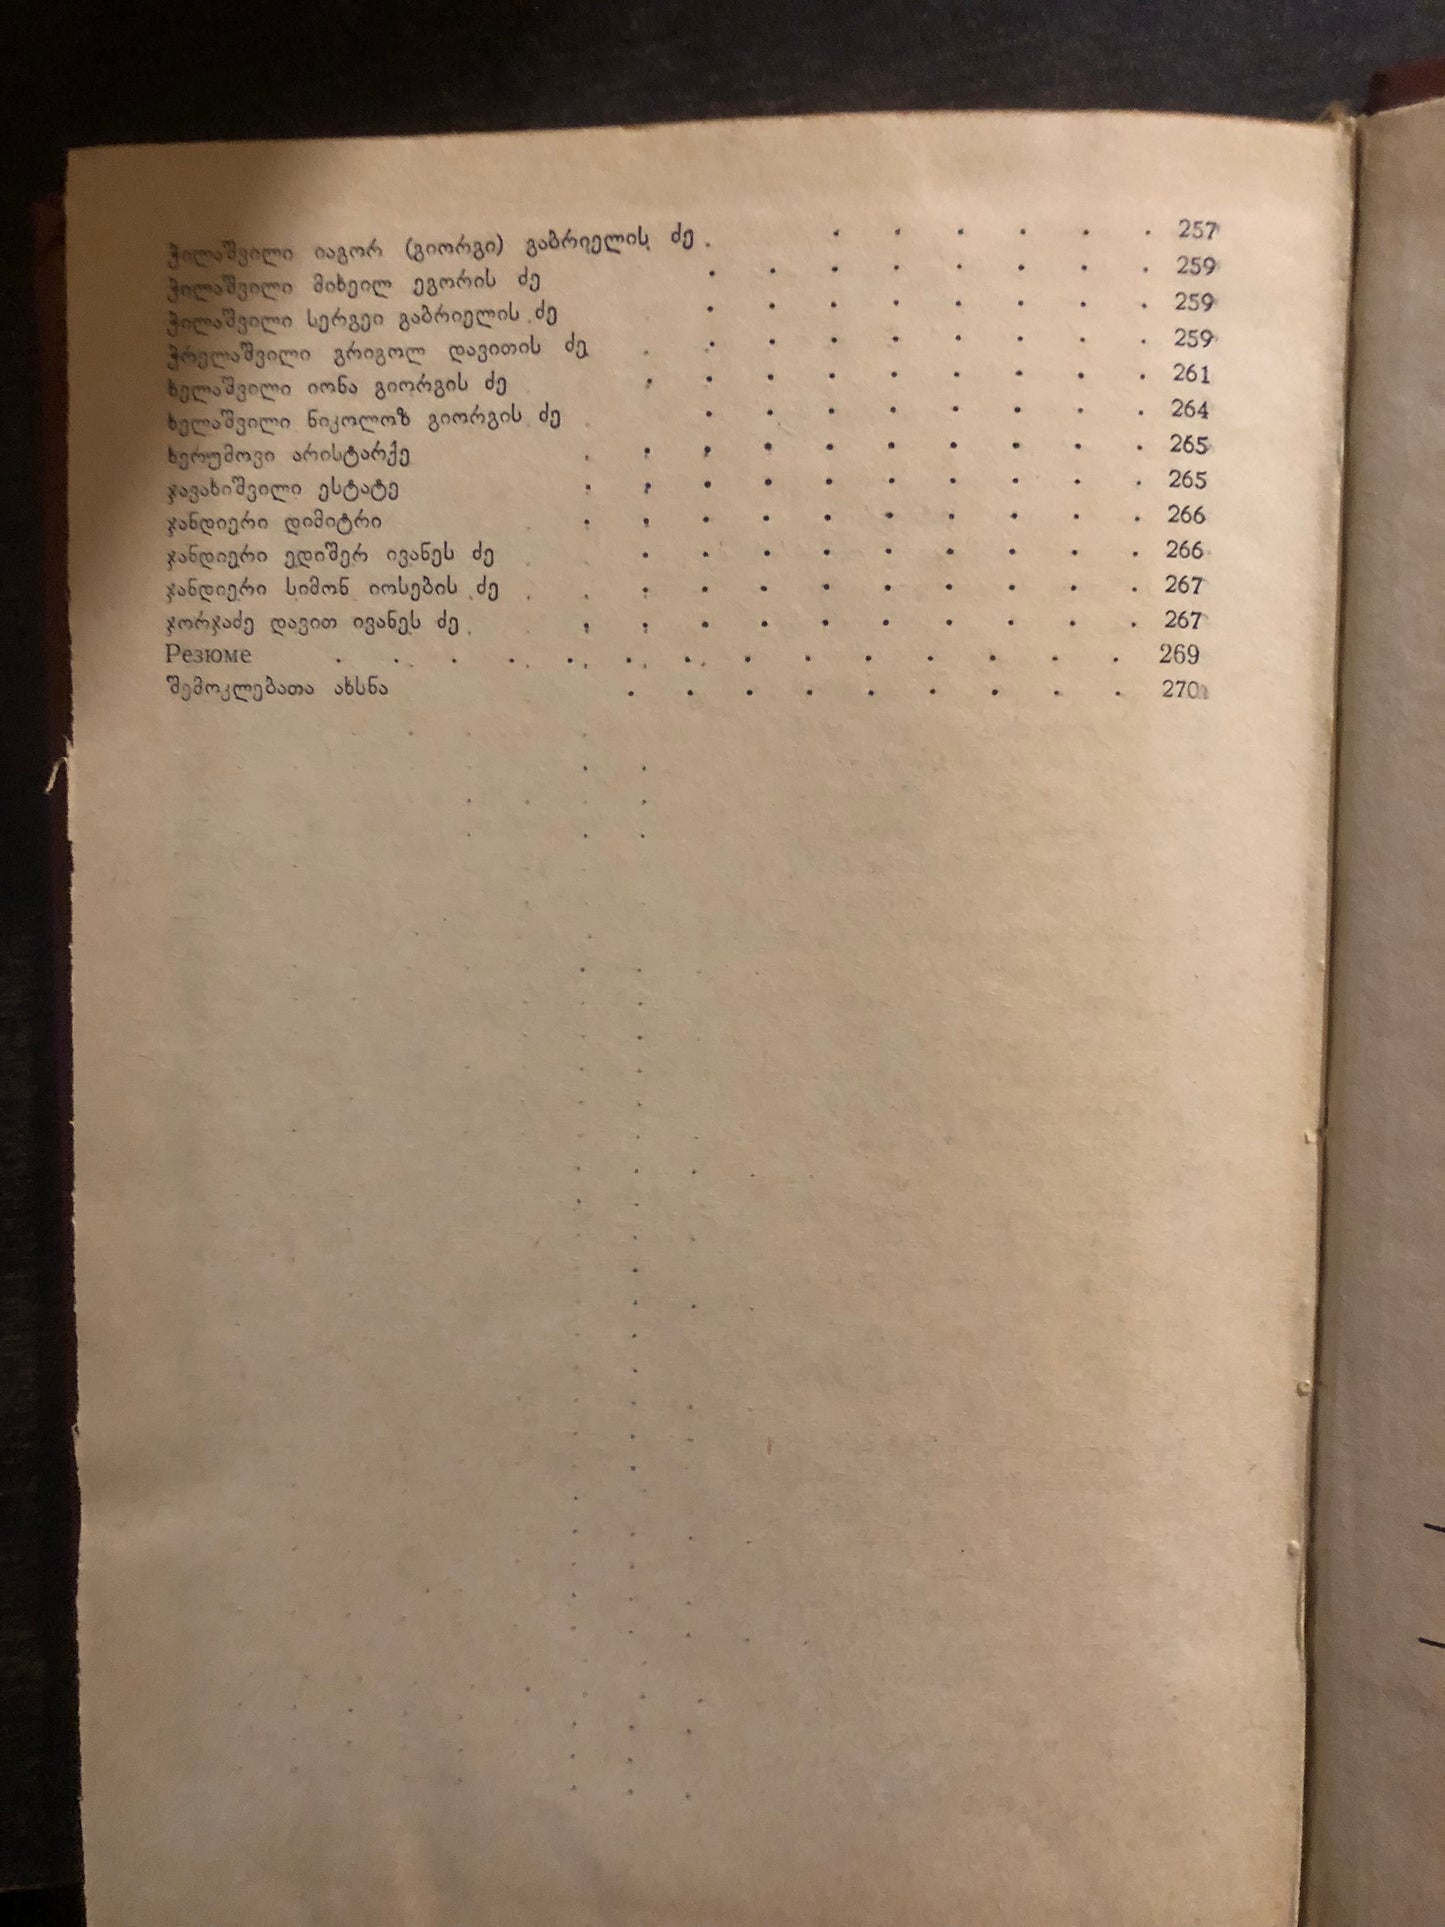 ჭილაშვილი იაგორ (გიორგი) გაბრიელის ძე . . . . . . . 257
ჭილაშვილი მიხეილ ეგორის ძე . . . . . . . . 259
ჭილაშვილი სერგეი გაბრიელის ძე . . . . . . . . 259
ჭრელაშვილი გრიგოლ დავითის ძე . . . . . . . . . 259
ხელაშვილი იონა გიორგის ძე . . . . . . . . . 261
ხელაშვილი ნიკოლოზ გიორგის ძე . . . . . . . . 264
ხერუმოვი არისტარქე . . . . . . . . . . 265
ჯავახიშვილი ესტატე . . . . . . . . . . 265
ჯანდიერი დიმიტრი . . . . . . . . . . 266
ჯანდიერი ედიშერ ივანეს ძე . . . . . . . . . 266
ჯანდიერი სიმონ იოსების ძე . . . . . . . . . 267
ჯორჯაძე დავით ივანეს ძე . . . . . . . . . . 267
Резюме . . . . . . . . . . . . . . 269
შემოკლებათა ახსნა . . . . . . . . . 270